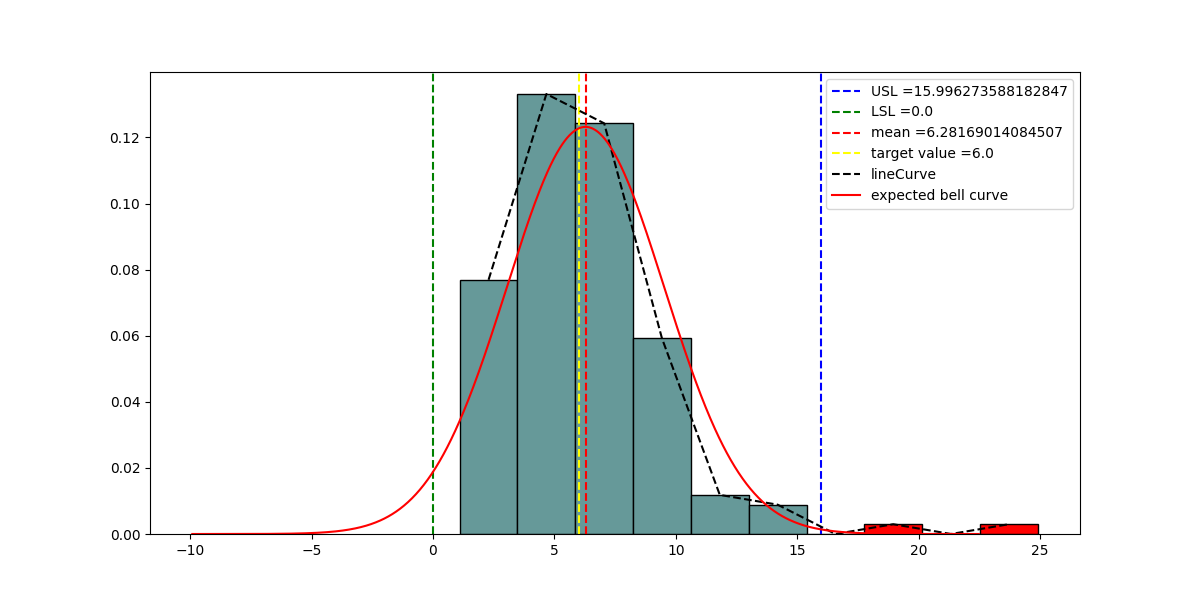 USL =15.996273588182847
LSL =0.0
mean =6.28169014084507
target value =6.0
lineCurve
expected bell curve
0.12
0.10
0.08
0.06
0.04
0.02
0.00
−10 −5 0 5 10 15 20 25